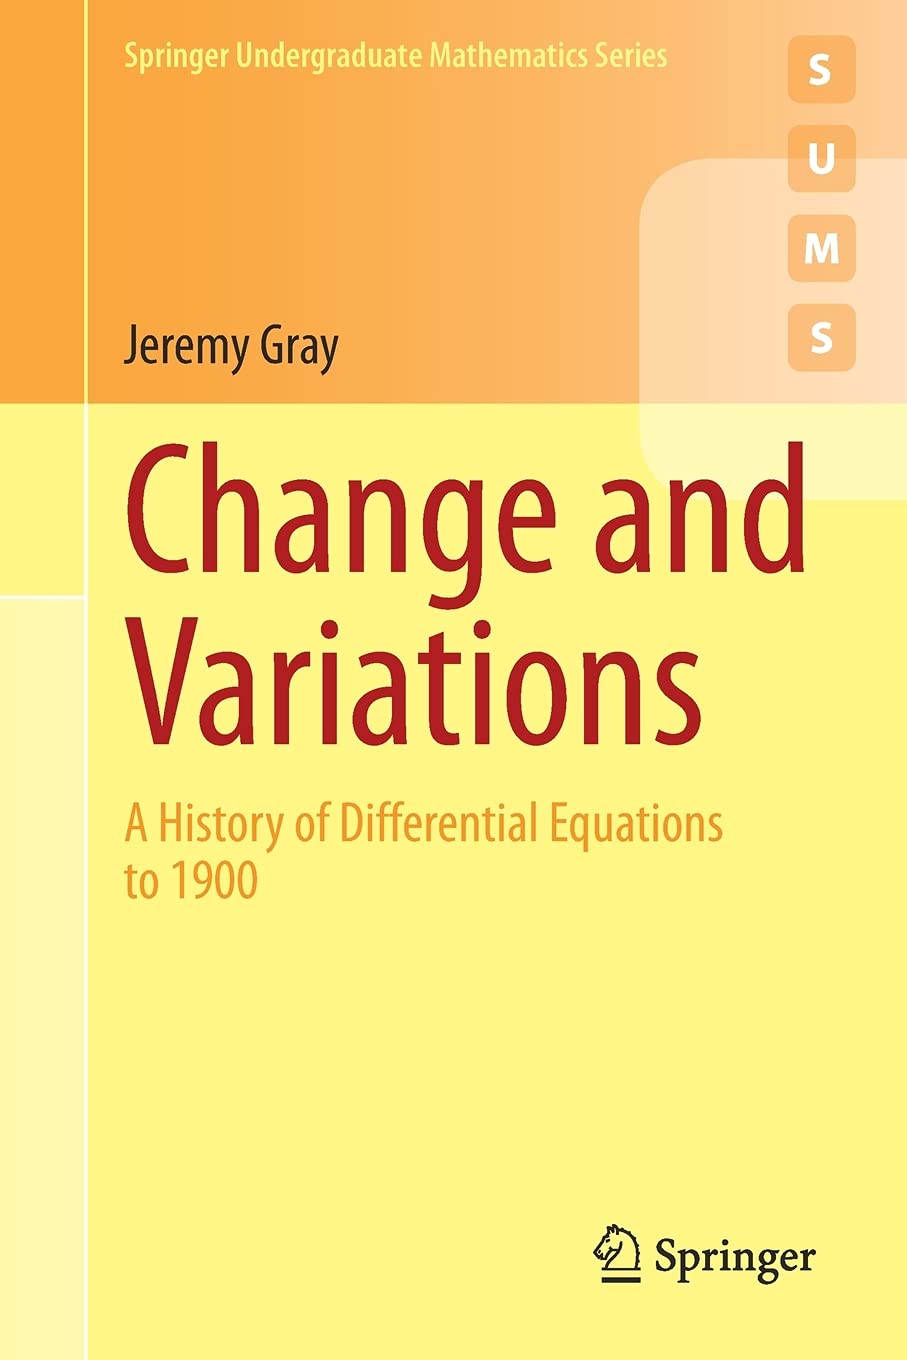 Springer Undergraduate Mathematics Series
S
U
M
S
Jeremy Gray
Change and
Variations
A History of Differential Equations
to 1900
Springer